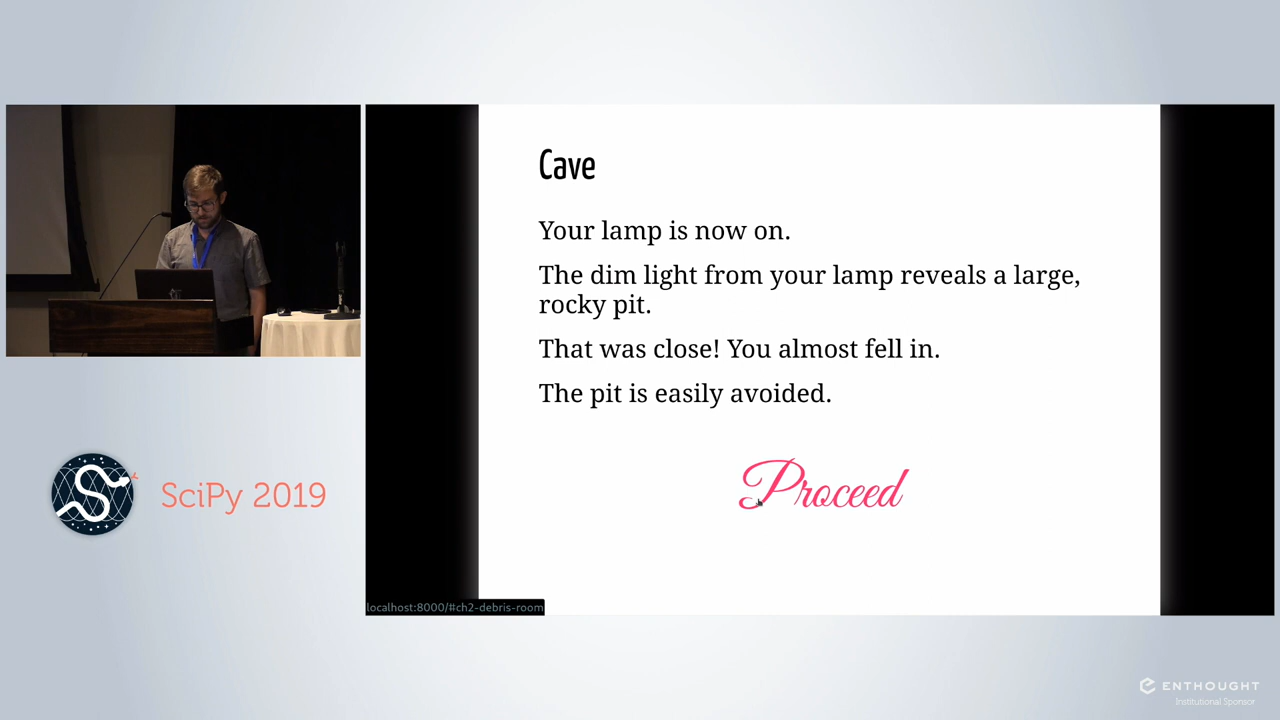 Cave
Your lamp is now on.
The dim light from your lamp reveals a large,
rocky pit.
That was close! You almost fell in.
The pit is easily avoided.
Proceed
localhost:8000/#ch2-debris-room
SciPy 2019
ENTHOUGHT
Institutional Sponsor